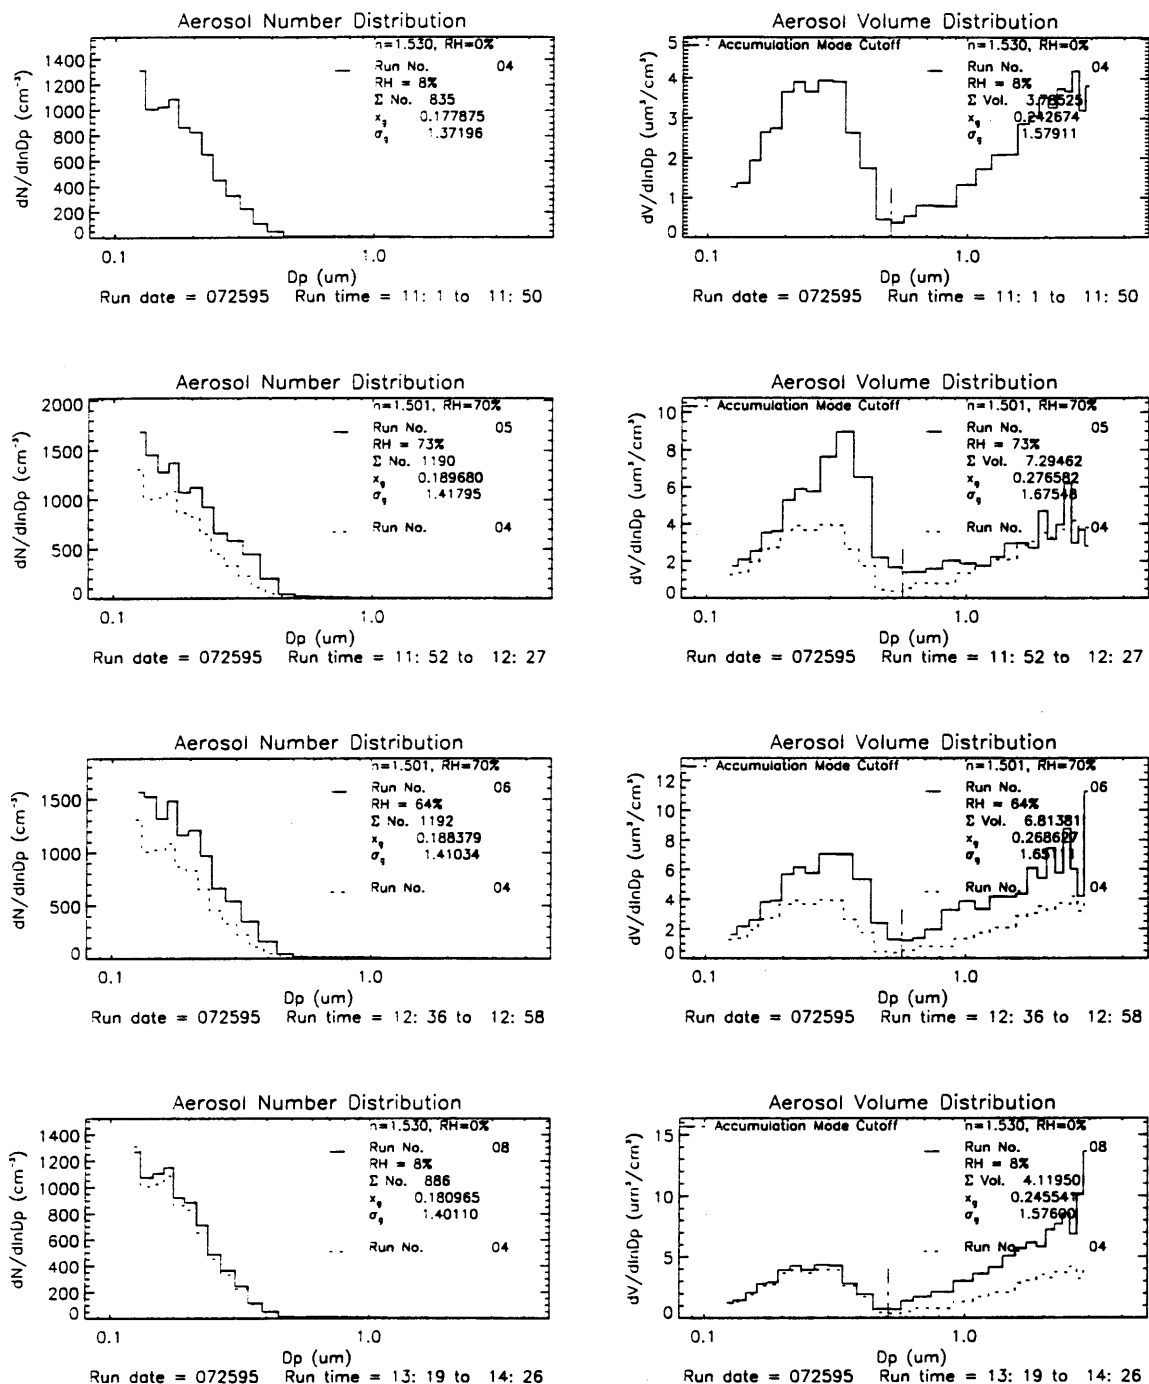 Aerosol Number Distribution
dN/dlnDp (cm⁻³)
1400
1200
1000
800
600
400
200
0
Run No. 04
RH = 8%
Σ No. 835
x_g 0.177875
σ_g 1.37196
0.1 1.0
Dp (um)
Run date = 072595 Run time = 11: 1 to 11: 50
Aerosol Volume Distribution
dV/dlnDp (um³/cm³)
5
4
3
2
1
0
Accumulation Mode Cutoff n=1.530, RH=0%
Run No. 04
RH = 8%
Σ Vol.
x_g 0.242674
σ_g 1.57911
0.1 1.0
Dp (um)
Run date = 072595 Run time = 11: 1 to 11: 50
Aerosol Number Distribution
dN/dlnDp (cm⁻³)
2000
1500
1000
500
0
n=1.501, RH=70%
Run No. 05
RH = 73%
Σ No. 1190
x_g 0.189680
σ_g 1.41795
Run No. 04
0.1 1.0
Dp (um)
Run date = 072595 Run time = 11: 52 to 12: 27
Aerosol Volume Distribution
dV/dlnDp (um³/cm³)
10
8
6
4
2
0
Accumulation Mode Cutoff n=1.501, RH=70%
Run No. 05
RH = 73%
Σ Vol. 7.29462
x_g 0.276582
σ_g 1.67548
Run No. 04
0.1 1.0
Dp (um)
Run date = 072595 Run time = 11: 52 to 12: 27
Aerosol Number Distribution
dN/dlnDp (cm⁻³)
1500
1000
500
0
n=1.501, RH=70%
Run No. 06
RH = 64%
Σ No. 1192
x_g 0.188379
σ_g 1.41034
Run No. 04
0.1 1.0
Dp (um)
Run date = 072595 Run time = 12: 36 to 12: 58
Aerosol Volume Distribution
dV/dlnDp (um³/cm³)
12
10
8
6
4
2
0
Accumulation Mode Cutoff n=1.501, RH=70%
Run No. 06
RH = 64%
Σ Vol. 6.81381
x_g 0.268627
σ_g
Run No. 04
0.1 1.0
Dp (um)
Run date = 072595 Run time = 12: 36 to 12: 58
Aerosol Number Distribution
dN/dlnDp (cm⁻³)
1400
1200
1000
800
600
400
200
0
n=1.530, RH=0%
Run No. 08
RH = 8%
Σ No. 886
x_g 0.180965
σ_g 1.40110
Run No. 04
0.1 1.0
Dp (um)
Run date = 072595 Run time = 13: 19 to 14: 26
Aerosol Volume Distribution
dV/dlnDp (um³/cm³)
15
10
5
0
Accumulation Mode Cutoff n=1.530, RH=0%
Run No. 08
RH = 8%
Σ Vol. 4.11950
x_g 0.245541
σ_g 1.57600
Run No. 04
0.1 1.0
Dp (um)
Run date = 072595 Run time = 13: 19 to 14: 26